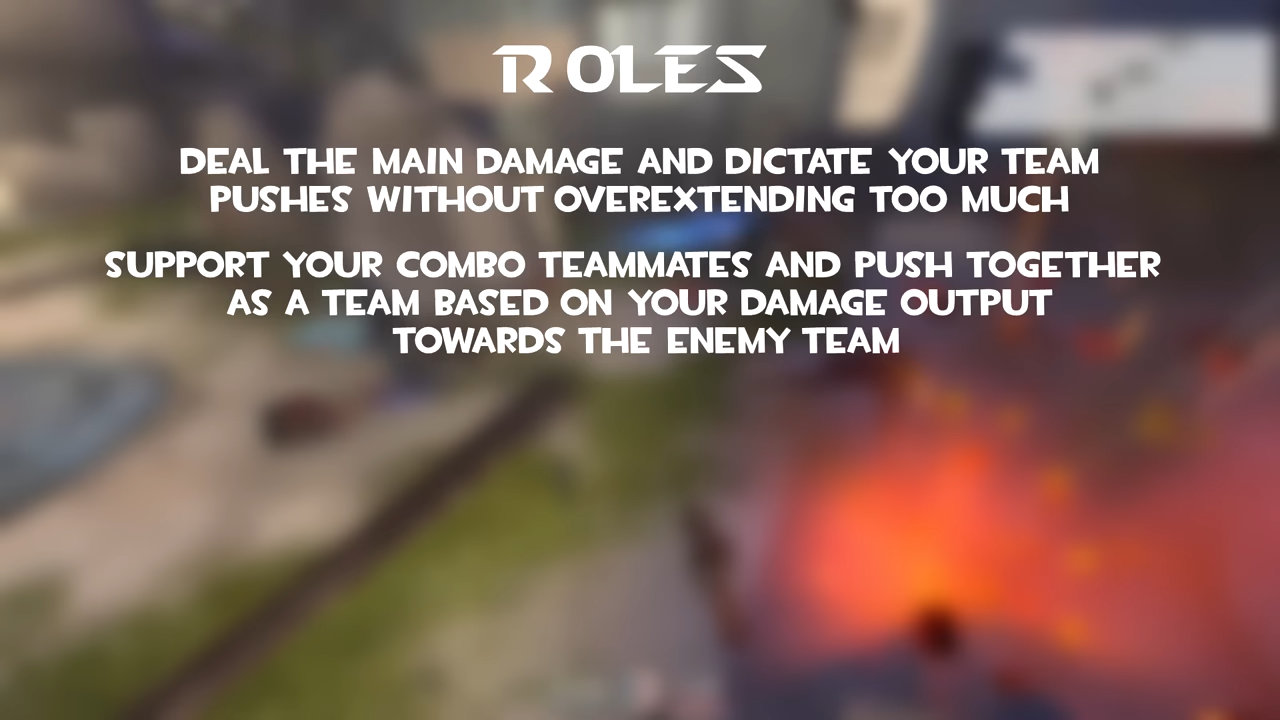 ROLES
DEAL THE MAIN DAMAGE AND DICTATE YOUR TEAM
PUSHES WITHOUT OVEREXTENDING TOO MUCH
SUPPORT YOUR COMBO TEAMMATES AND PUSH TOGETHER
AS A TEAM BASED ON YOUR DAMAGE OUTPUT
TOWARDS THE ENEMY TEAM